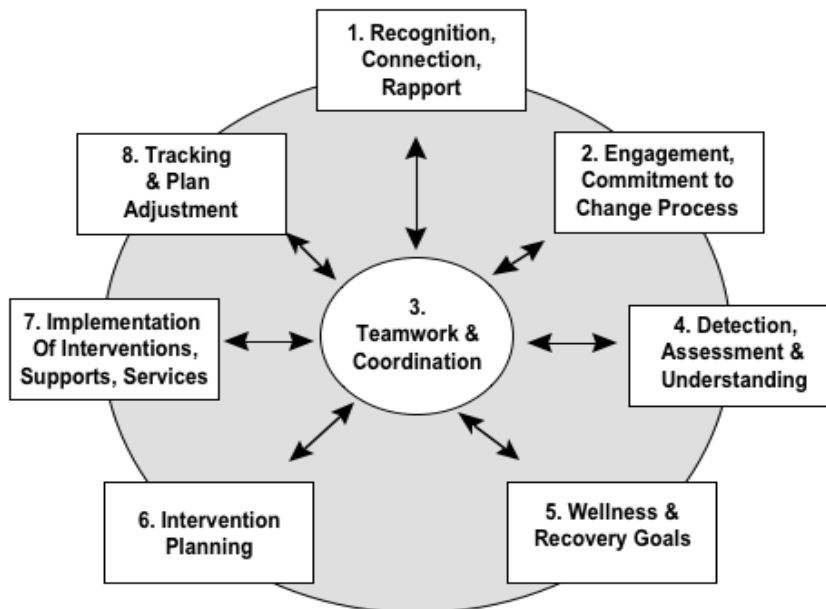 1. Recognition,
Connection,
Rapport
2. Engagement,
Commitment to
Change Process
3.
Teamwork &
Coordination
4. Detection,
Assessment &
Understanding
5. Wellness &
Recovery Goals
6. Intervention
Planning
7. Implementation
Of Interventions,
Supports, Services
8. Tracking
& Plan
Adjustment